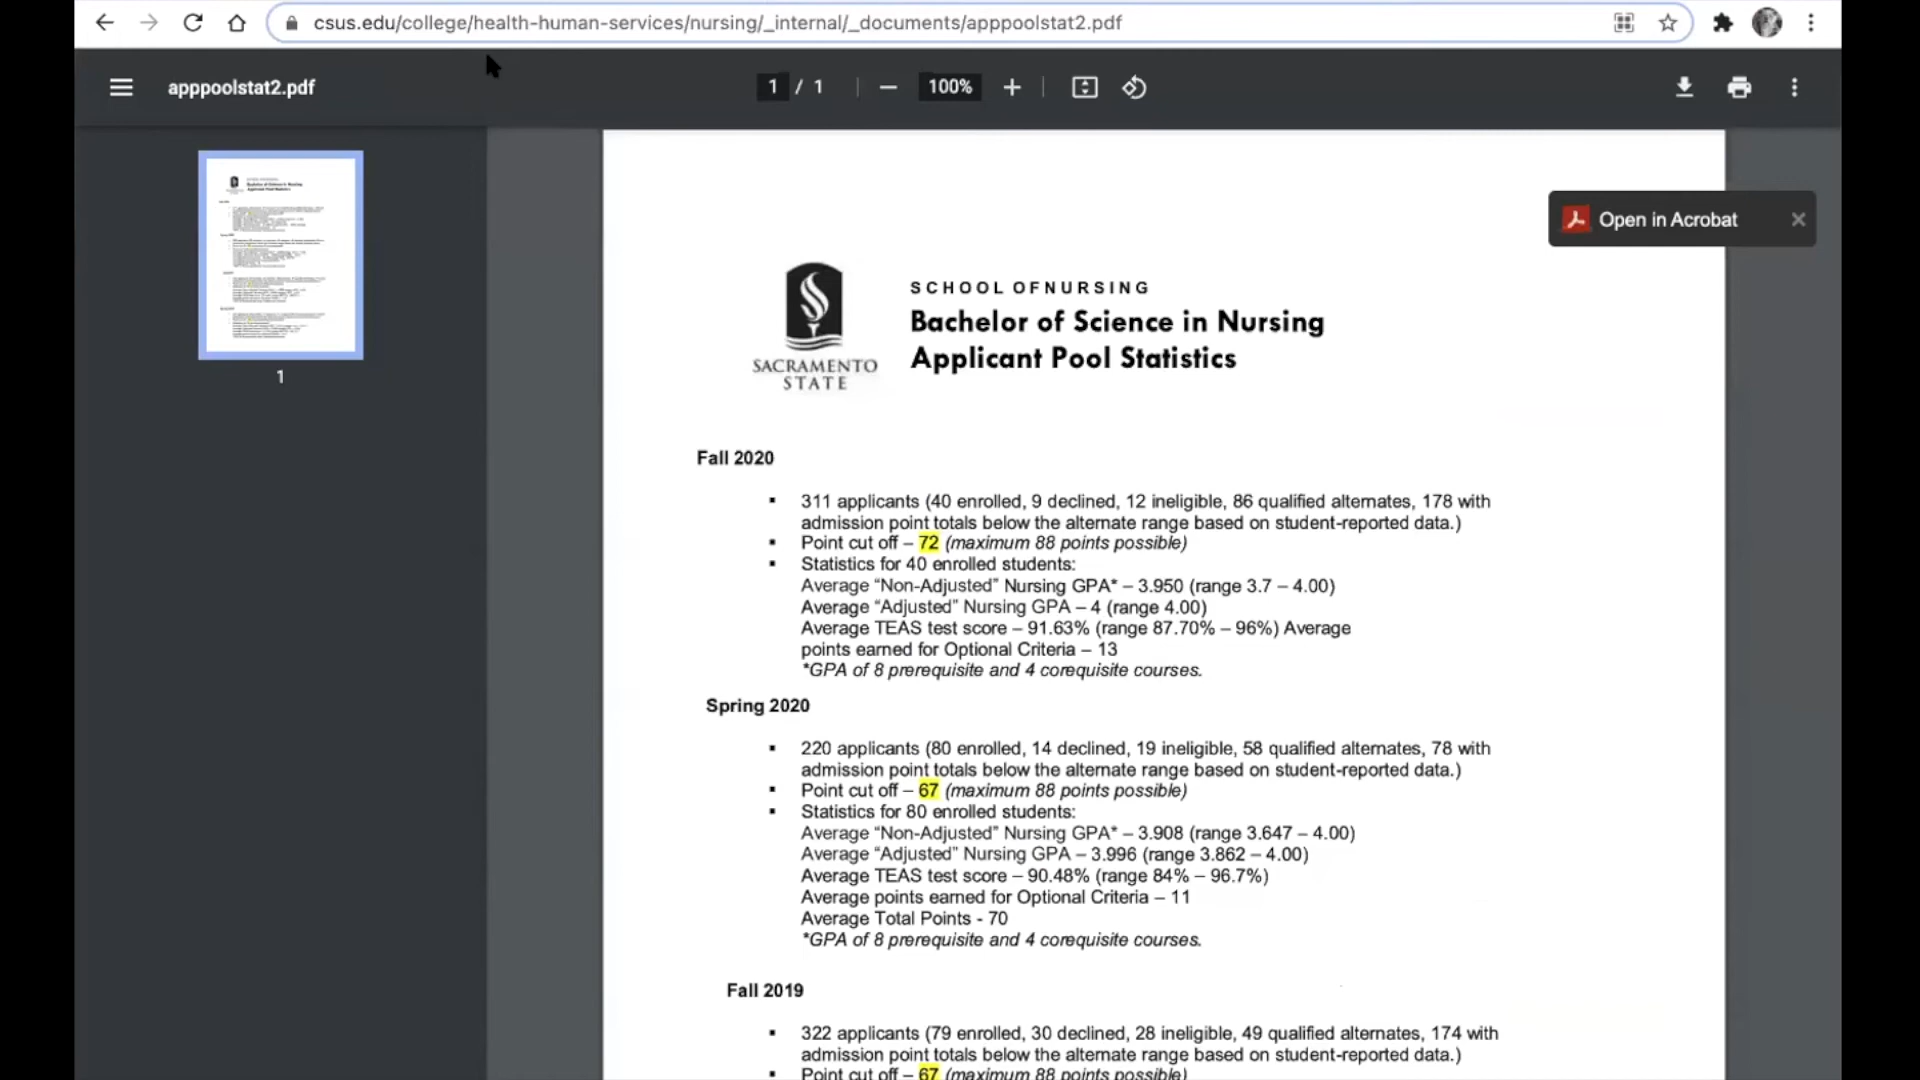 csus.edu/college/health-human-services/nursing/_internal/_documents/apppoolstat2.pdf
apppoolstat2.pdf
1 / 1
100%
Open in Acrobat
1
SACRAMENTO
STATE
SCHOOL OFNURSING
Bachelor of Science in Nursing
Applicant Pool Statistics
Fall 2020
▪ 311 applicants (40 enrolled, 9 declined, 12 ineligible, 86 qualified alternates, 178 with
admission point totals below the alternate range based on student-reported data.)
▪ Point cut off – 72 (maximum 88 points possible)
▪ Statistics for 40 enrolled students:
Average “Non-Adjusted” Nursing GPA* – 3.950 (range 3.7 – 4.00)
Average “Adjusted” Nursing GPA – 4 (range 4.00)
Average TEAS test score – 91.63% (range 87.70% – 96%) Average
points earned for Optional Criteria – 13
*GPA of 8 prerequisite and 4 corequisite courses.
Spring 2020
▪ 220 applicants (80 enrolled, 14 declined, 19 ineligible, 58 qualified alternates, 78 with
admission point totals below the alternate range based on student-reported data.)
▪ Point cut off – 67 (maximum 88 points possible)
▪ Statistics for 80 enrolled students:
Average “Non-Adjusted” Nursing GPA* – 3.908 (range 3.647 – 4.00)
Average “Adjusted” Nursing GPA – 3.996 (range 3.862 – 4.00)
Average TEAS test score – 90.48% (range 84% – 96.7%)
Average points earned for Optional Criteria – 11
Average Total Points - 70
*GPA of 8 prerequisite and 4 corequisite courses.
Fall 2019
▪ 322 applicants (79 enrolled, 30 declined, 28 ineligible, 49 qualified alternates, 174 with
admission point totals below the alternate range based on student-reported data.)
▪ Point cut off – 67 (maximum 88 points possible)